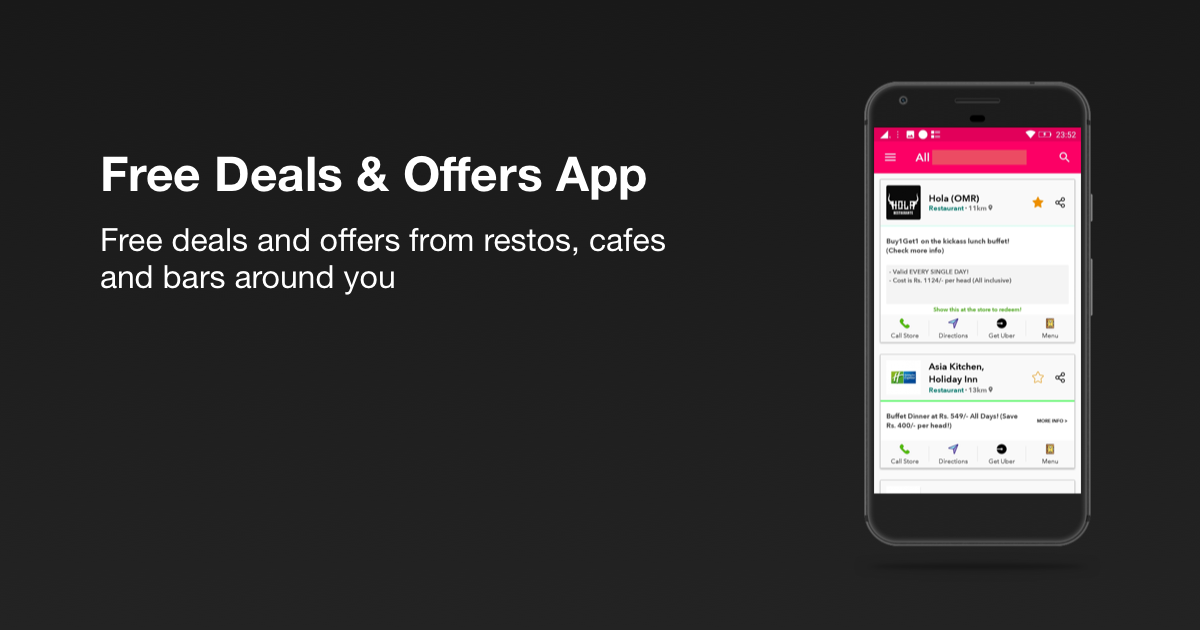 Free Deals & Offers App
Free deals and offers from restos, cafes
and bars around you
23:52
All
HOLA
RESTAURANTS
Hola (OMR)
Restaurant · 11km
Buy1Get1 on the kickass lunch buffet!
(Check more info)
- Valid EVERY SINGLE DAY!
- Cost is Rs. 1124/- per head (All inclusive)
Show this at the store to redeem!
Call Store Directions Get Uber Menu
Asia Kitchen,
Holiday Inn
Restaurant · 13km
Buffet Dinner at Rs. 549/- All Days! (Save
Rs. 400/- per head!)
MORE INFO >
Call Store Directions Get Uber Menu